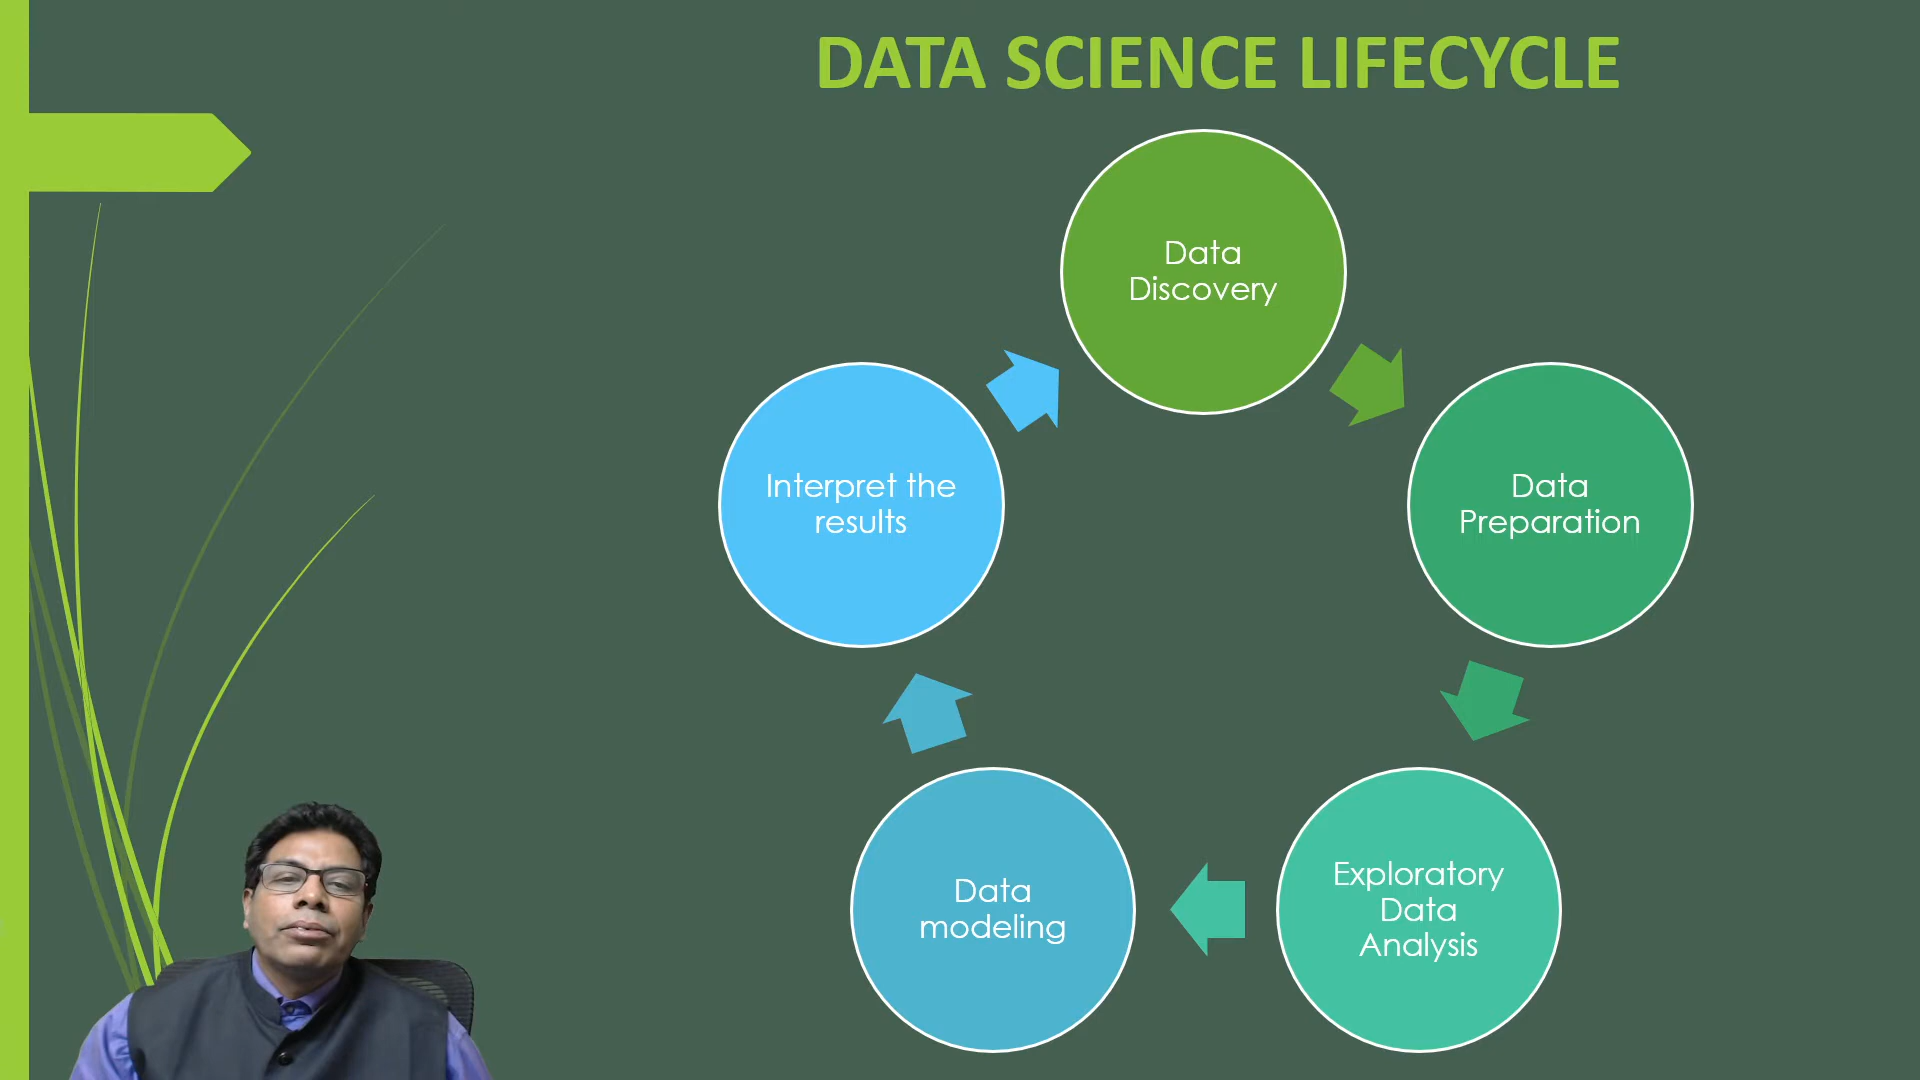 DATA SCIENCE LIFECYCLE
Data
Discovery
Data
Preparation
Exploratory
Data
Analysis
Data
modeling
Interpret the
results